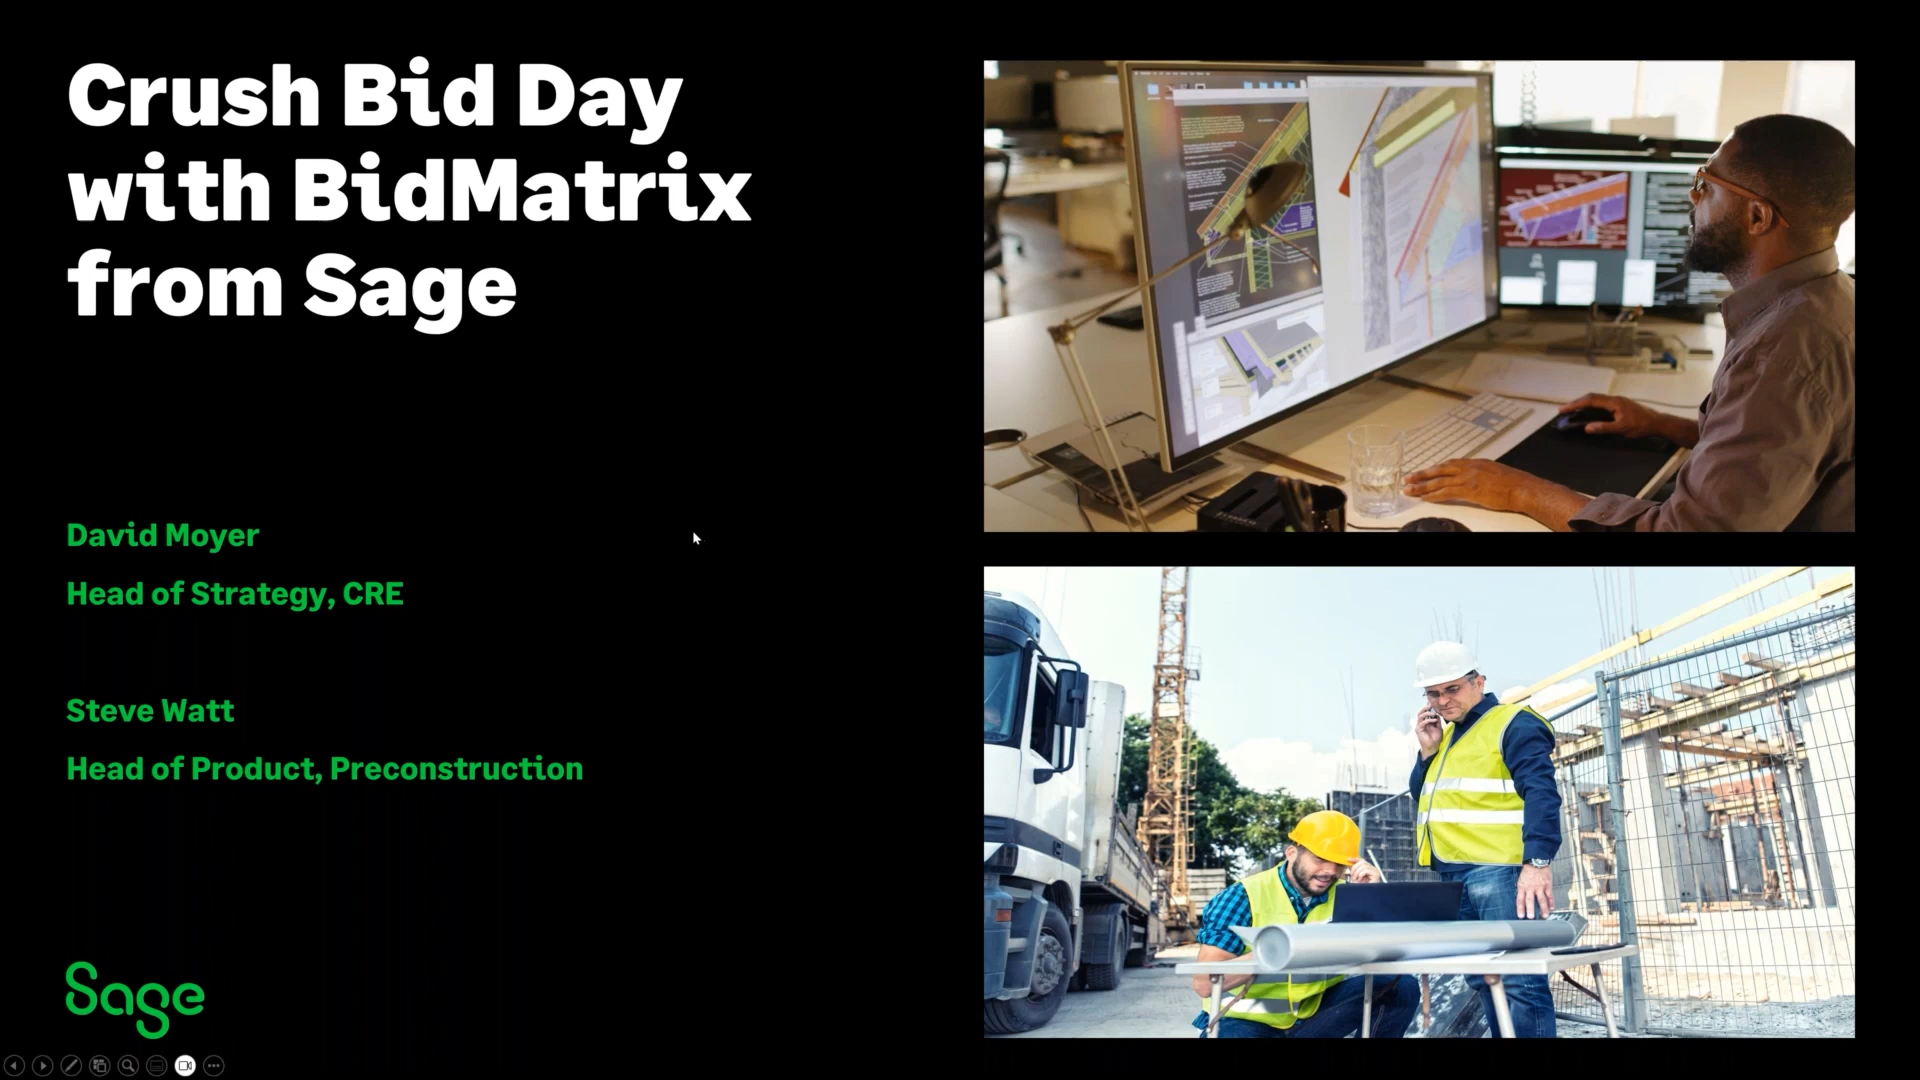 Crush Bid Day
with BidMatrix
from Sage
David Moyer
Head of Strategy, CRE
Steve Watt
Head of Product, Preconstruction
Sage